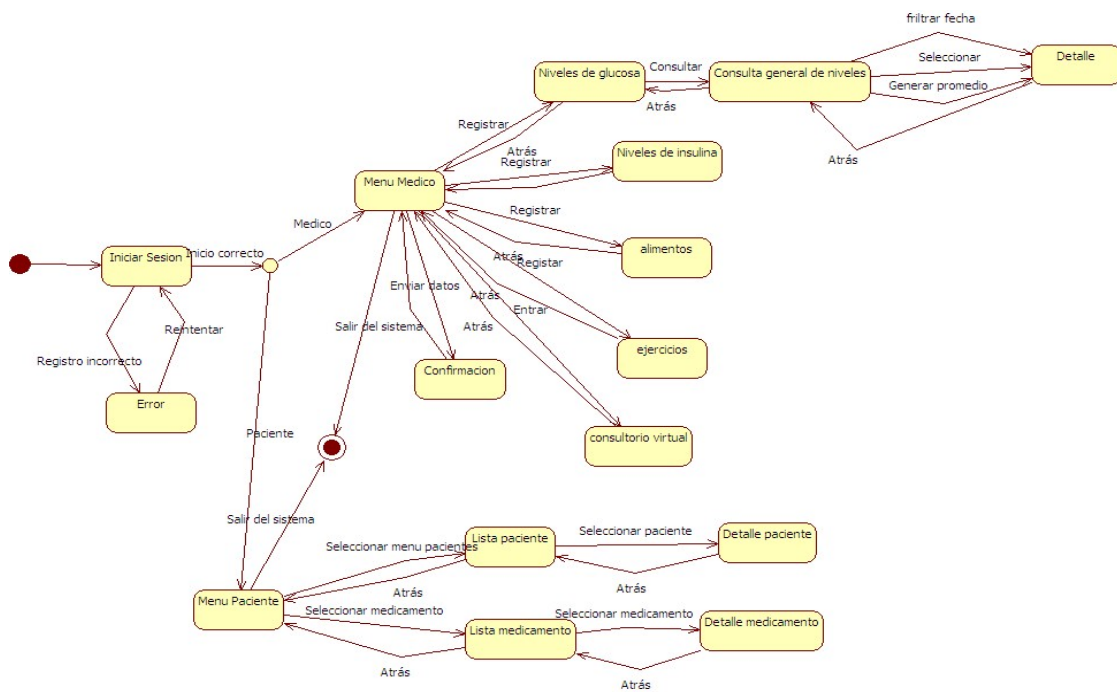 friltrar fecha
Niveles de glucosa
Consultar
Consulta general de niveles
Seleccionar
Detalle
Generar promedio
Atrás
Atrás
Registrar
Atrás
Registrar
Niveles de insulina
Menu Medico
Registrar
Medico
alimentos
Iniciar Sesion
Inicio correcto
Atrás
Registar
Enviar datos
Atrás
Entrar
Salir del sistema
Atrás
Rententar
Registro incorrecto
ejercicios
Confirmacion
Error
Paciente
consultorio virtual
Salir del sistema
Seleccionar menu pacientes
Lista paciente
Seleccionar paciente
Detalle paciente
Atrás
Atrás
Menu Paciente
Seleccionar medicamento
Lista medicamento
Seleccionar medicamento
Detalle medicamento
Atrás
Atrás